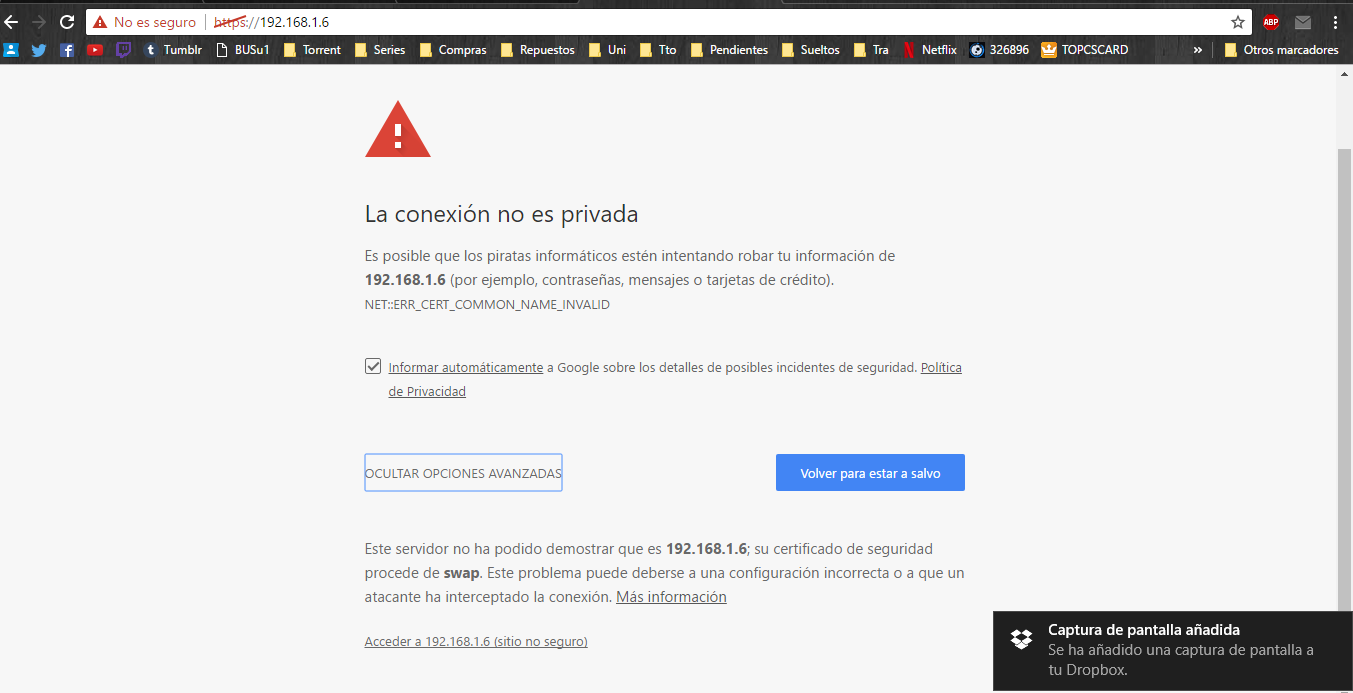 No es seguro https://192.168.1.6
ABP
t Tumblr BUSu1 Torrent Series Compras Repuestos Uni Tto Pendientes Sueltos Tra Netflix 326896 TOPCSCARD » Otros marcadores
La conexión no es privada
Es posible que los piratas informáticos estén intentando robar tu información de
192.168.1.6 (por ejemplo, contraseñas, mensajes o tarjetas de crédito).
NET::ERR_CERT_COMMON_NAME_INVALID
Informar automáticamente a Google sobre los detalles de posibles incidentes de seguridad. Política
de Privacidad
OCULTAR OPCIONES AVANZADAS
Volver para estar a salvo
Este servidor no ha podido demostrar que es 192.168.1.6; su certificado de seguridad
procede de swap. Este problema puede deberse a una configuración incorrecta o a que un
atacante ha interceptado la conexión. Más información
Acceder a 192.168.1.6 (sitio no seguro)
Captura de pantalla añadida
Se ha añadido una captura de pantalla a
tu Dropbox.